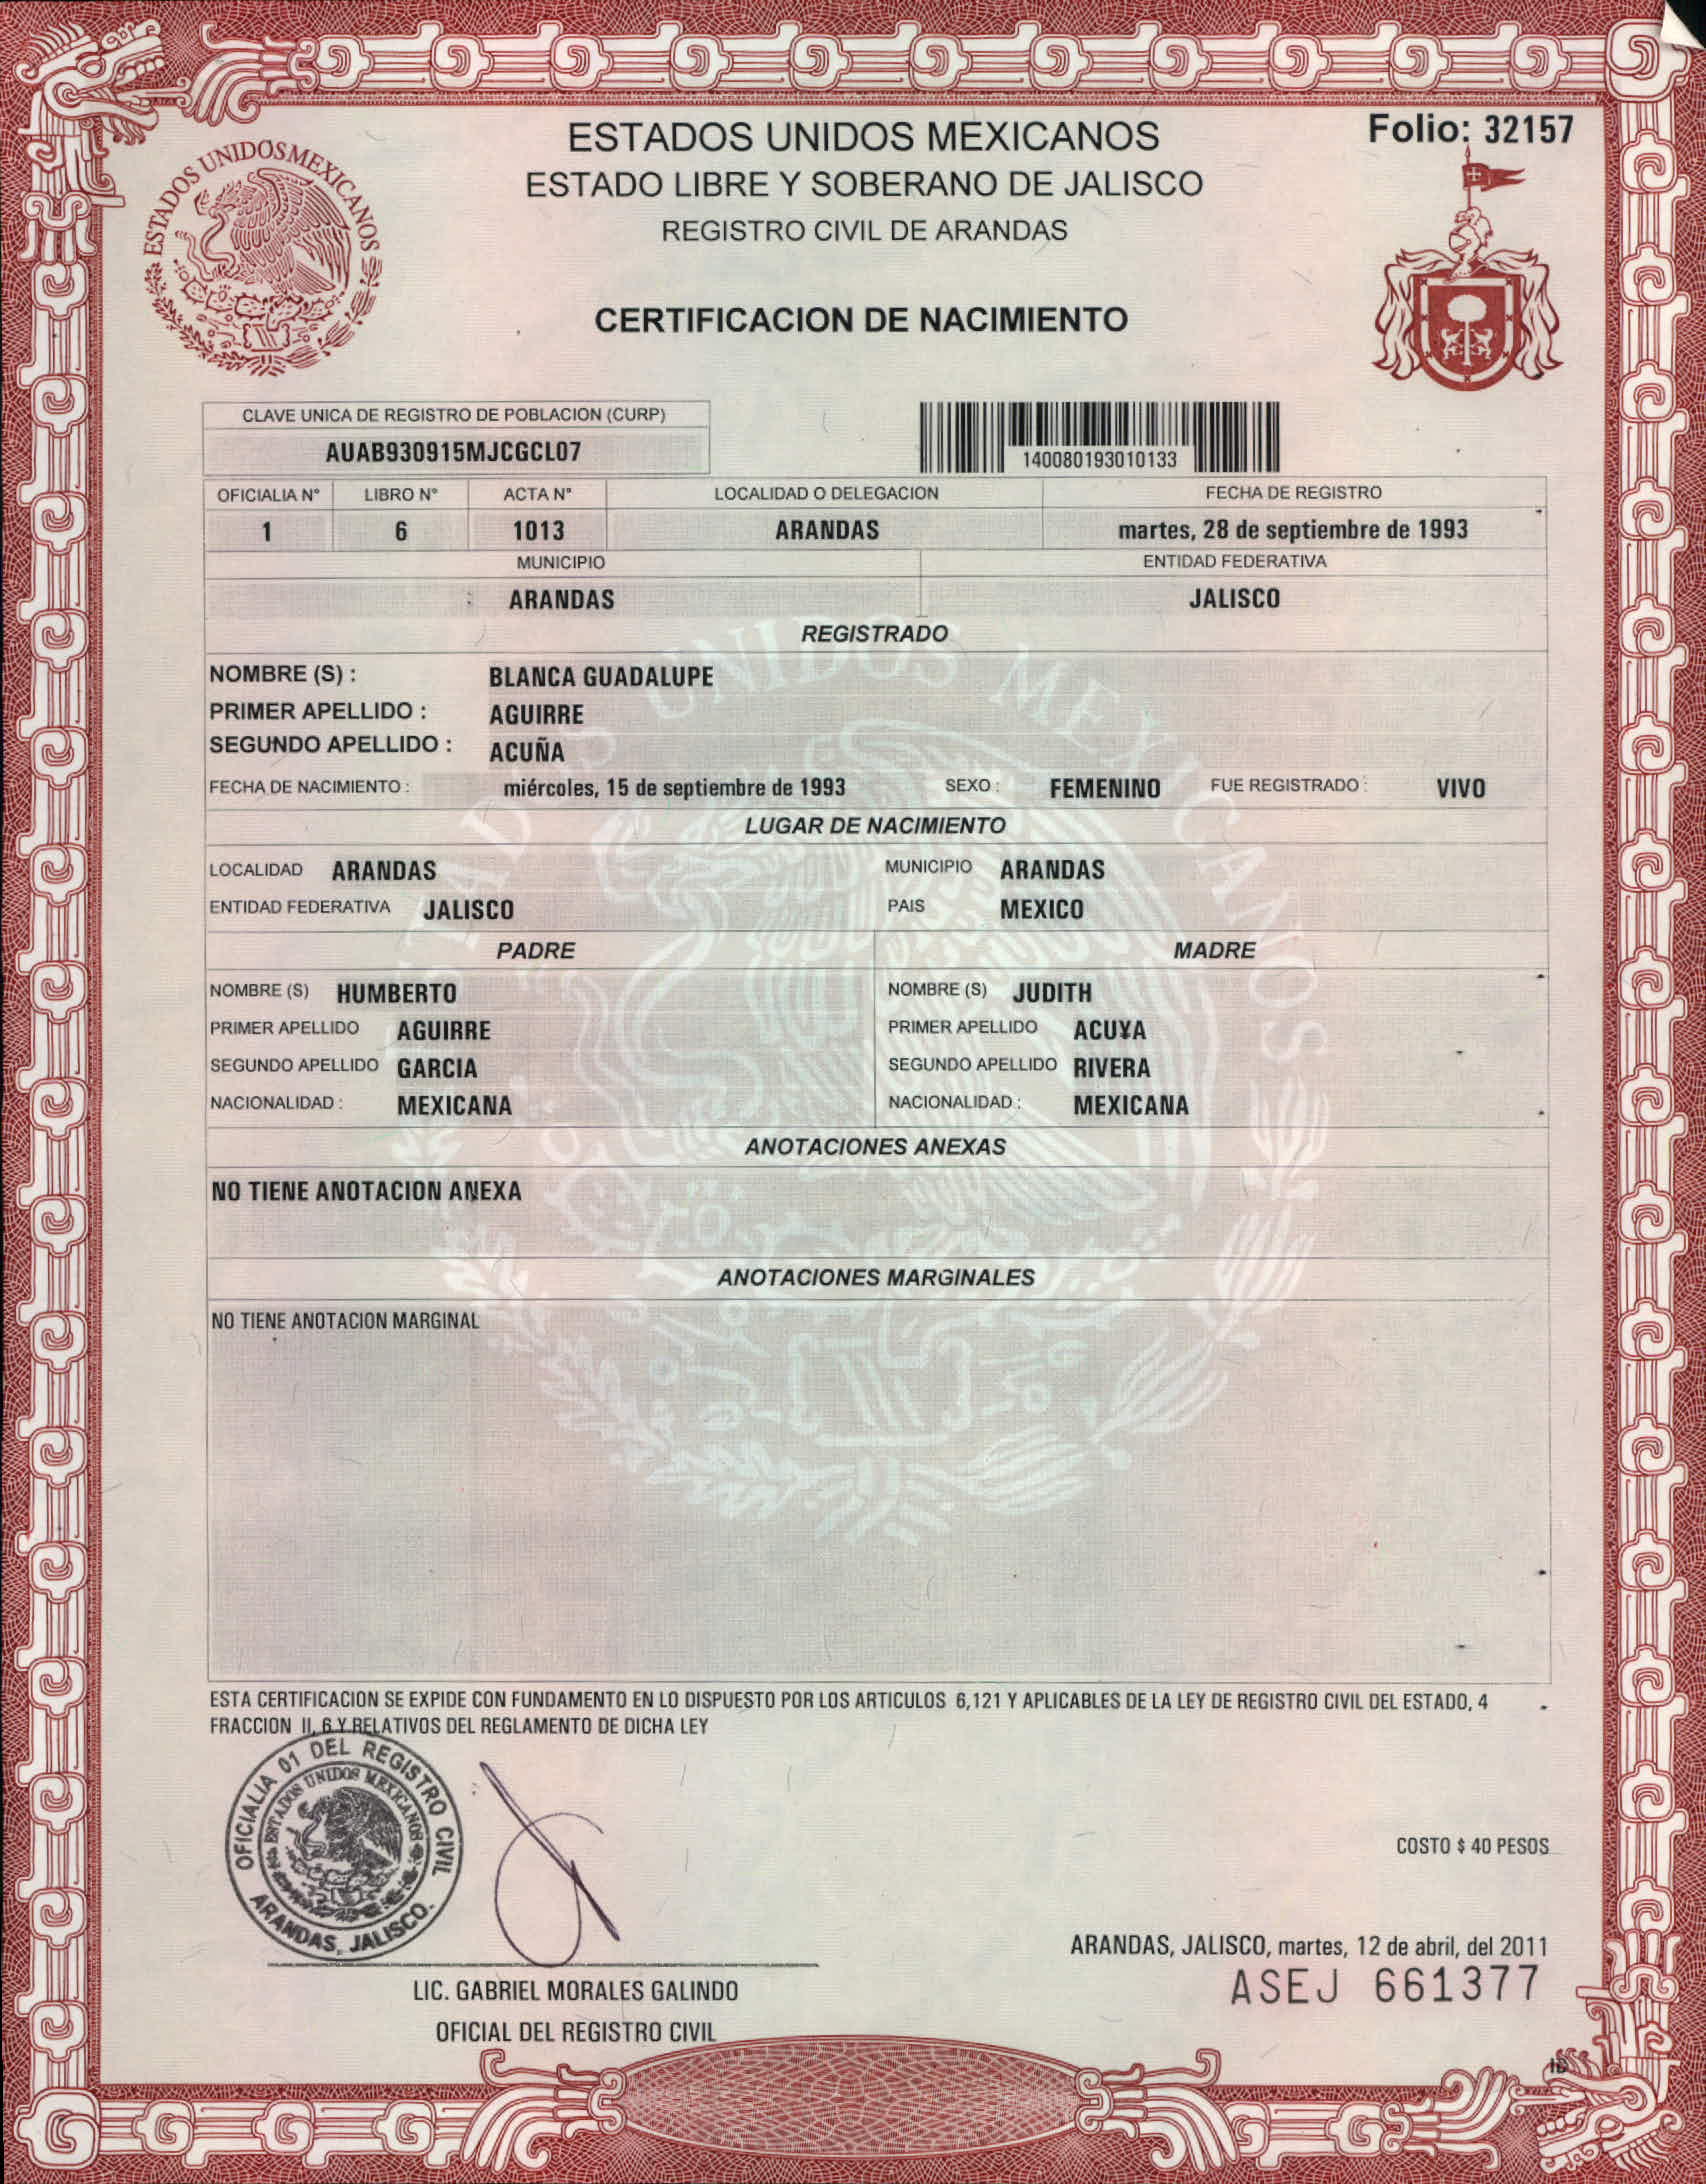 Folio: 32157
ESTADOS UNIDOS MEXICANOS
ESTADO LIBRE Y SOBERANO DE JALISCO
REGISTRO CIVIL DE ARANDAS
ESTADOS UNIDOS MEXICANOS
CERTIFICACION DE NACIMIENTO
CLAVE UNICA DE REGISTRO DE POBLACION (CURP)
AUAB930915MJCGCL07
140080193010133
OFICIALIA N° LIBRO N° ACTA N° LOCALIDAD O DELEGACION FECHA DE REGISTRO
1 6 1013 ARANDAS martes, 28 de septiembre de 1993
MUNICIPIO ENTIDAD FEDERATIVA
ARANDAS JALISCO
REGISTRADO
NOMBRE (S) : BLANCA GUADALUPE
PRIMER APELLIDO : AGUIRRE
SEGUNDO APELLIDO : ACUÑA
FECHA DE NACIMIENTO : miércoles, 15 de septiembre de 1993 SEXO : FEMENINO FUE REGISTRADO : VIVO
LUGAR DE NACIMIENTO
LOCALIDAD ARANDAS MUNICIPIO ARANDAS
ENTIDAD FEDERATIVA JALISCO PAIS MEXICO
PADRE MADRE
NOMBRE (S) HUMBERTO NOMBRE (S) JUDITH
PRIMER APELLIDO AGUIRRE PRIMER APELLIDO ACU¥A
SEGUNDO APELLIDO GARCIA SEGUNDO APELLIDO RIVERA
NACIONALIDAD : MEXICANA NACIONALIDAD : MEXICANA
ANOTACIONES ANEXAS
NO TIENE ANOTACION ANEXA
ANOTACIONES MARGINALES
NO TIENE ANOTACION MARGINAL
ESTADOS UNIDOS MEXICANOS
ESTA CERTIFICACION SE EXPIDE CON FUNDAMENTO EN LO DISPUESTO POR LOS ARTICULOS 6,121 Y APLICABLES DE LA LEY DE REGISTRO CIVIL DEL ESTADO, 4
FRACCION II, 6 Y RELATIVOS DEL REGLAMENTO DE DICHA LEY
OFICIALIA 01 DEL REGISTRO CIVIL
ESTADOS UNIDOS MEXICANOS
ARANDAS, JALISCO.
COSTO $ 40 PESOS
ARANDAS, JALISCO, martes, 12 de abril, del 2011
ASEJ 661377
LIC. GABRIEL MORALES GALINDO
OFICIAL DEL REGISTRO CIVIL